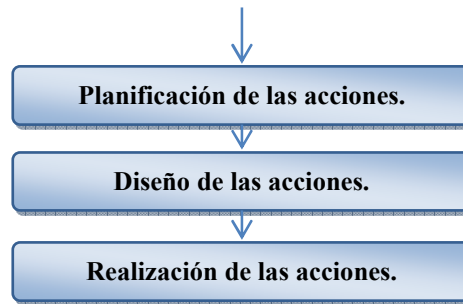 Planificación de las acciones.
Diseño de las acciones.
Realización de las acciones.